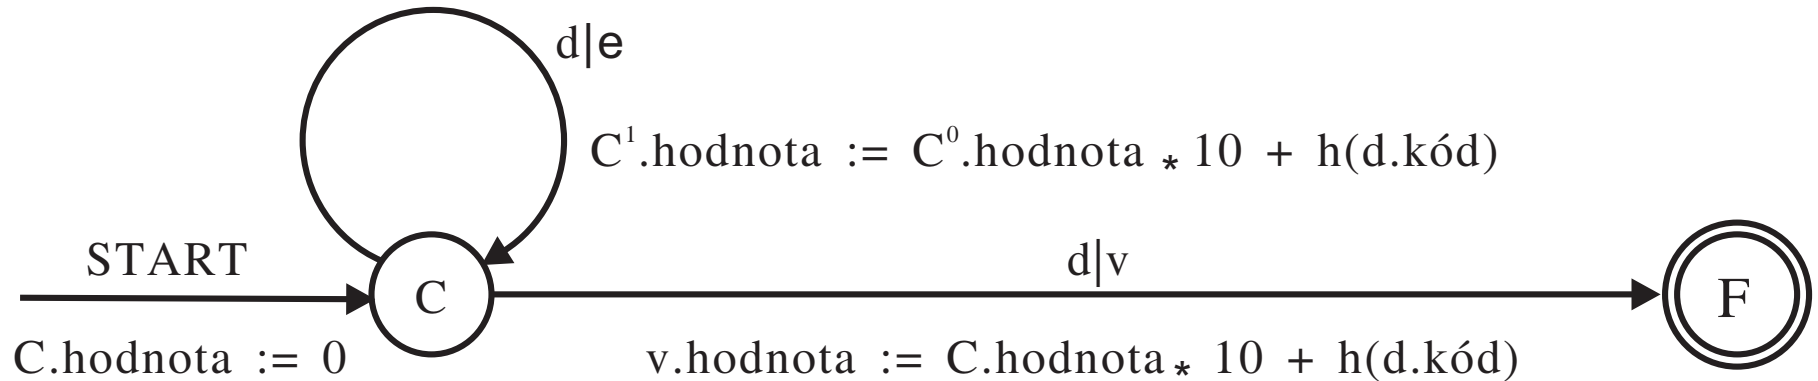 d|e
C¹.hodnota := C⁰.hodnota * 10 + h(d.kód)
START
d|v
C
F
C.hodnota := 0
v.hodnota := C.hodnota * 10 + h(d.kód)